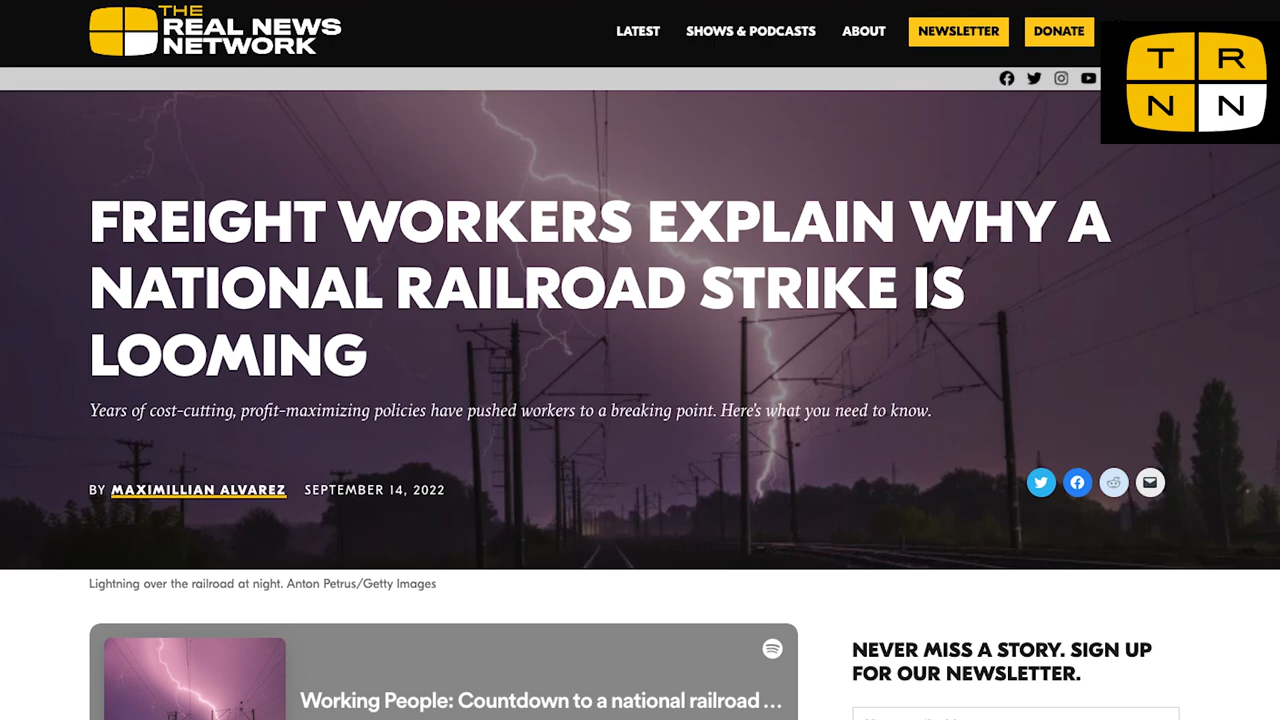 THE
REAL NEWS
NETWORK
LATEST
SHOWS & PODCASTS
ABOUT
NEWSLETTER
DONATE
T R
N N
FREIGHT WORKERS EXPLAIN WHY A
NATIONAL RAILROAD STRIKE IS
LOOMING
Years of cost-cutting, profit-maximizing policies have pushed workers to a breaking point. Here's what you need to know.
BY MAXIMILLIAN ALVAREZ SEPTEMBER 14, 2022
Lightning over the railroad at night. Anton Petrus/Getty Images
Working People: Countdown to a national railroad ...
NEVER MISS A STORY. SIGN UP
FOR OUR NEWSLETTER.